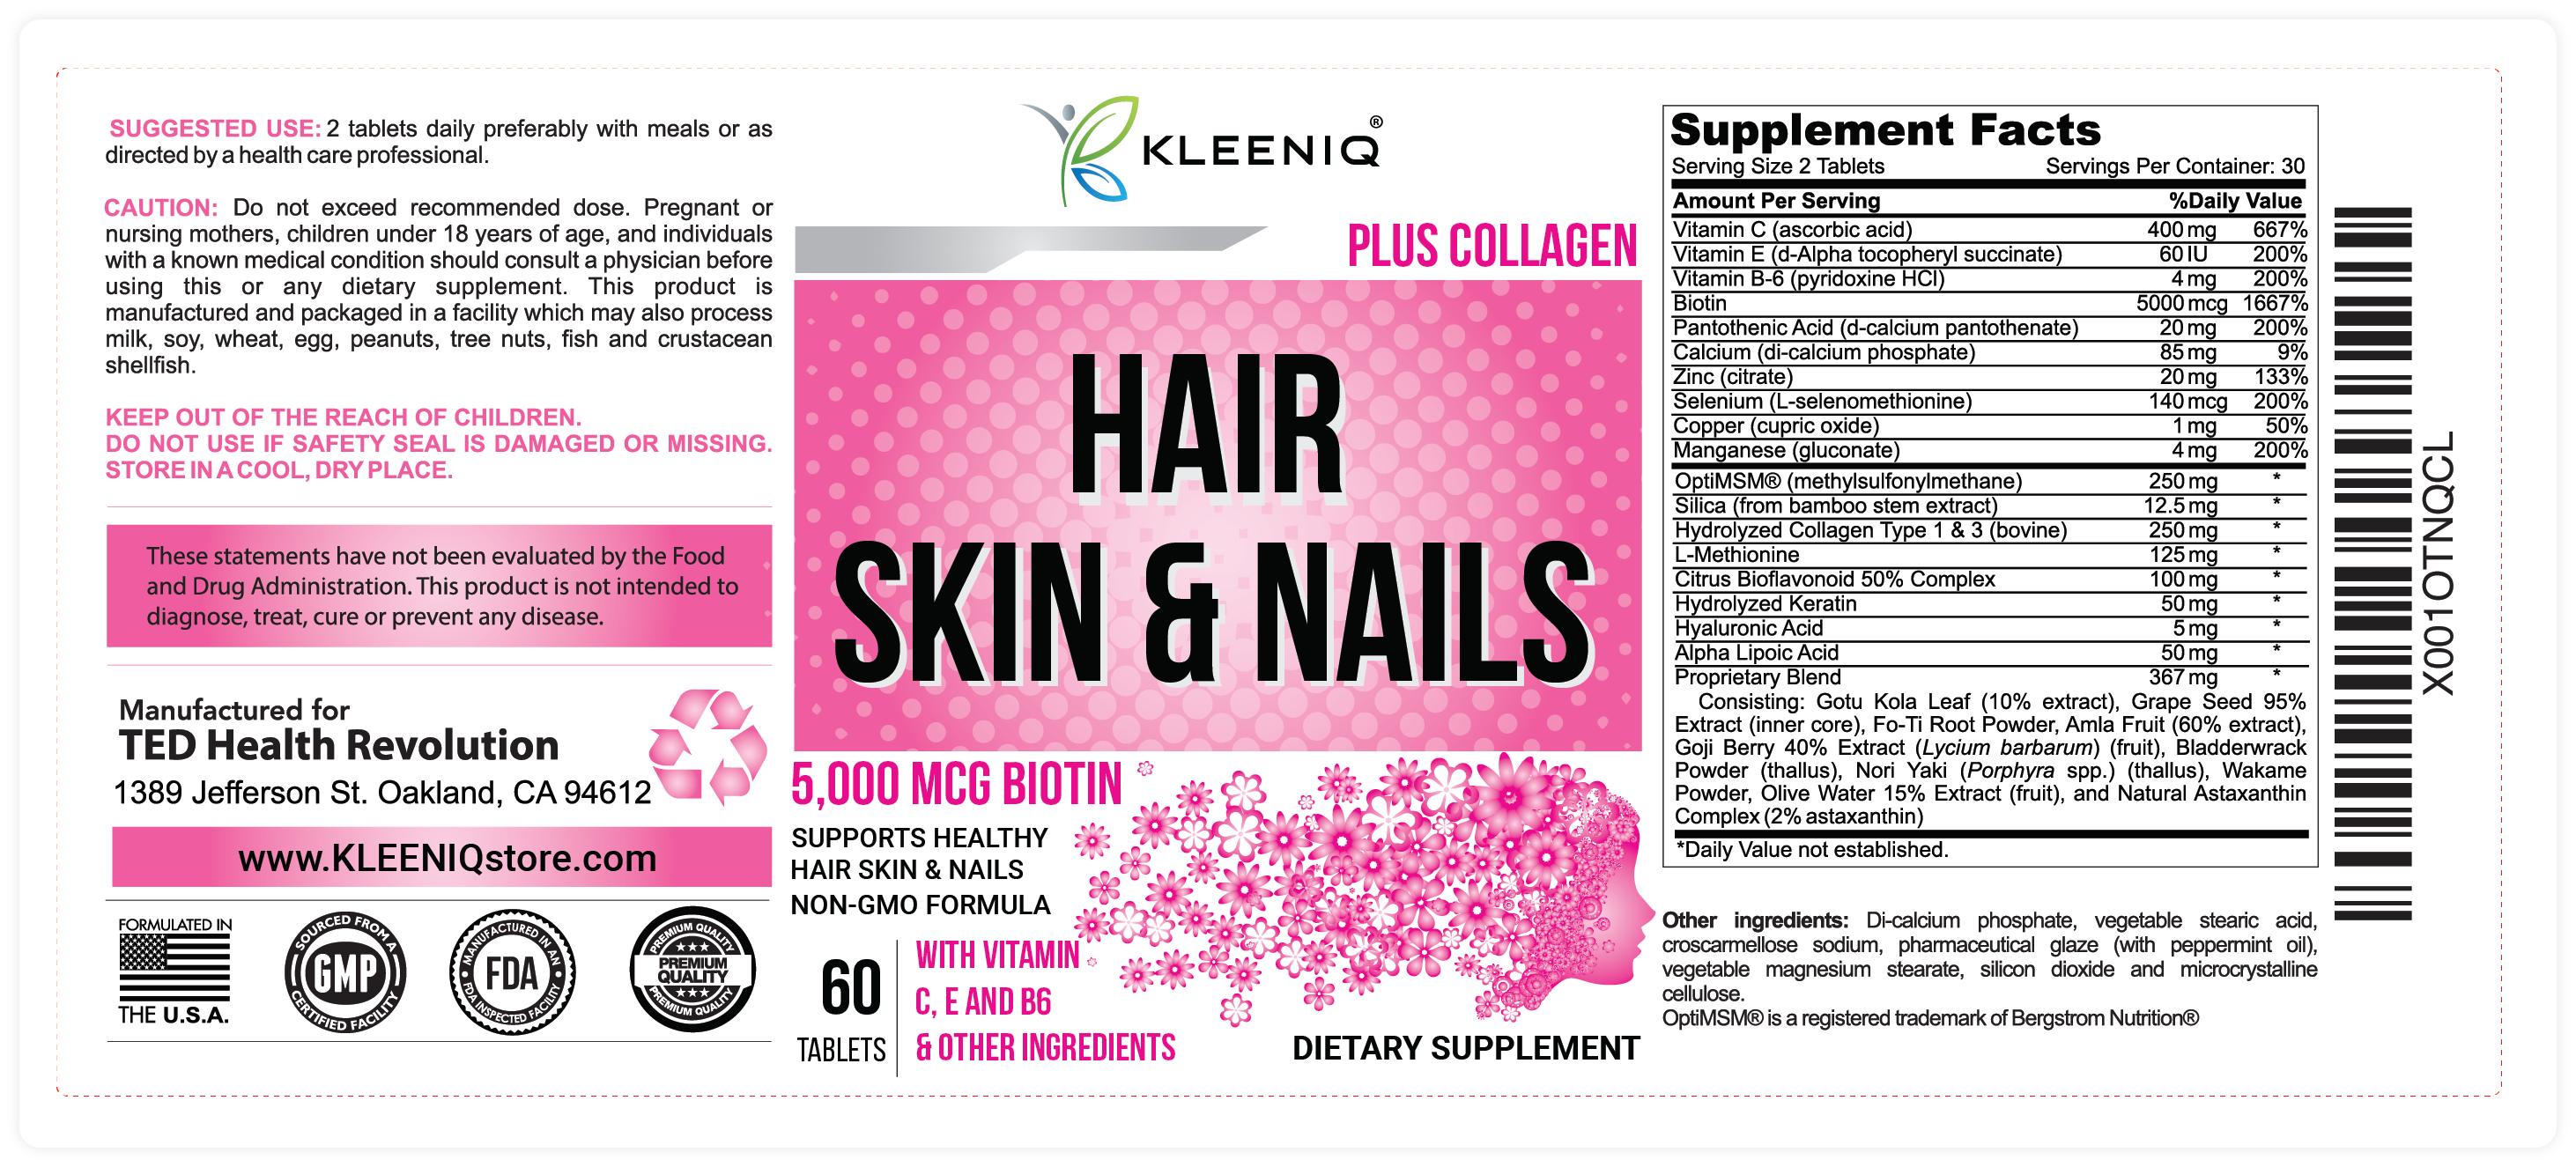 SUGGESTED USE: 2 tablets daily preferably with meals or as
directed by a health care professional.
CAUTION: Do not exceed recommended dose. Pregnant or
nursing mothers, children under 18 years of age, and individuals
with a known medical condition should consult a physician before
using this or any dietary supplement. This product is
manufactured and packaged in a facility which may also process
milk, soy, wheat, egg, peanuts, tree nuts, fish and crustacean
shellfish.
KEEP OUT OF THE REACH OF CHILDREN.
DO NOT USE IF SAFETY SEAL IS DAMAGED OR MISSING.
STORE IN A COOL, DRY PLACE.
These statements have not been evaluated by the Food
and Drug Administration. This product is not intended to
diagnose, treat, cure or prevent any disease.
Manufactured for
TED Health Revolution
1389 Jefferson St. Oakland, CA 94612
www.KLEENIQstore.com
FORMULATED IN
THE U.S.A.
SOURCED FROM A
GMP
CERTIFIED FACILITY
MANUFACTURED IN AN
FDA
FDA INSPECTED FACILITY
PREMIUM QUALITY
PREMIUM
QUALITY
PREMIUM QUALITY
KLEENIQ®
PLUS COLLAGEN
HAIR
SKIN & NAILS
5,000 MCG BIOTIN
SUPPORTS HEALTHY
HAIR SKIN & NAILS
NON-GMO FORMULA
60
TABLETS
WITH VITAMIN
C, E AND B6
& OTHER INGREDIENTS
DIETARY SUPPLEMENT
Supplement Facts
Serving Size 2 Tablets Servings Per Container: 30
Amount Per Serving %Daily Value
Vitamin C (ascorbic acid) 400 mg 667%
Vitamin E (d-Alpha tocopheryl succinate) 60 IU 200%
Vitamin B-6 (pyridoxine HCl) 4 mg 200%
Biotin 5000 mcg 1667%
Pantothenic Acid (d-calcium pantothenate) 20 mg 200%
Calcium (di-calcium phosphate) 85 mg 9%
Zinc (citrate) 20 mg 133%
Selenium (L-selenomethionine) 140 mcg 200%
Copper (cupric oxide) 1 mg 50%
Manganese (gluconate) 4 mg 200%
OptiMSM® (methylsulfonylmethane) 250 mg *
Silica (from bamboo stem extract) 12.5 mg *
Hydrolyzed Collagen Type 1 & 3 (bovine) 250 mg *
L-Methionine 125 mg *
Citrus Bioflavonoid 50% Complex 100 mg *
Hydrolyzed Keratin 50 mg *
Hyaluronic Acid 5 mg *
Alpha Lipoic Acid 50 mg *
Proprietary Blend 367 mg *
Consisting: Gotu Kola Leaf (10% extract), Grape Seed 95%
Extract (inner core), Fo-Ti Root Powder, Amla Fruit (60% extract),
Goji Berry 40% Extract (Lycium barbarum) (fruit), Bladderwrack
Powder (thallus), Nori Yaki (Porphyra spp.) (thallus), Wakame
Powder, Olive Water 15% Extract (fruit), and Natural Astaxanthin
Complex (2% astaxanthin)
*Daily Value not established.
Other ingredients: Di-calcium phosphate, vegetable stearic acid,
croscarmellose sodium, pharmaceutical glaze (with peppermint oil),
vegetable magnesium stearate, silicon dioxide and microcrystalline
cellulose.
OptiMSM® is a registered trademark of Bergstrom Nutrition®
X001OTNQCL